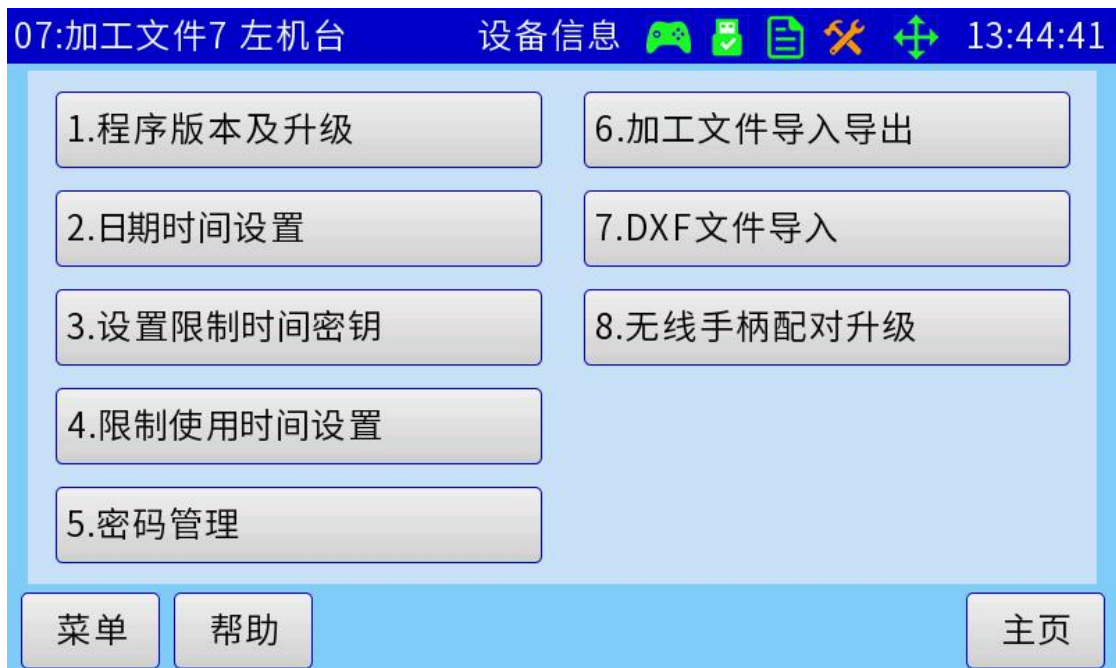 07:加工文件7 左机台 设备信息 13:44:41
1.程序版本及升级
2.日期时间设置
3.设置限制时间密钥
4.限制使用时间设置
5.密码管理
6.加工文件导入导出
7.DXF文件导入
8.无线手柄配对升级
菜单 帮助 主页